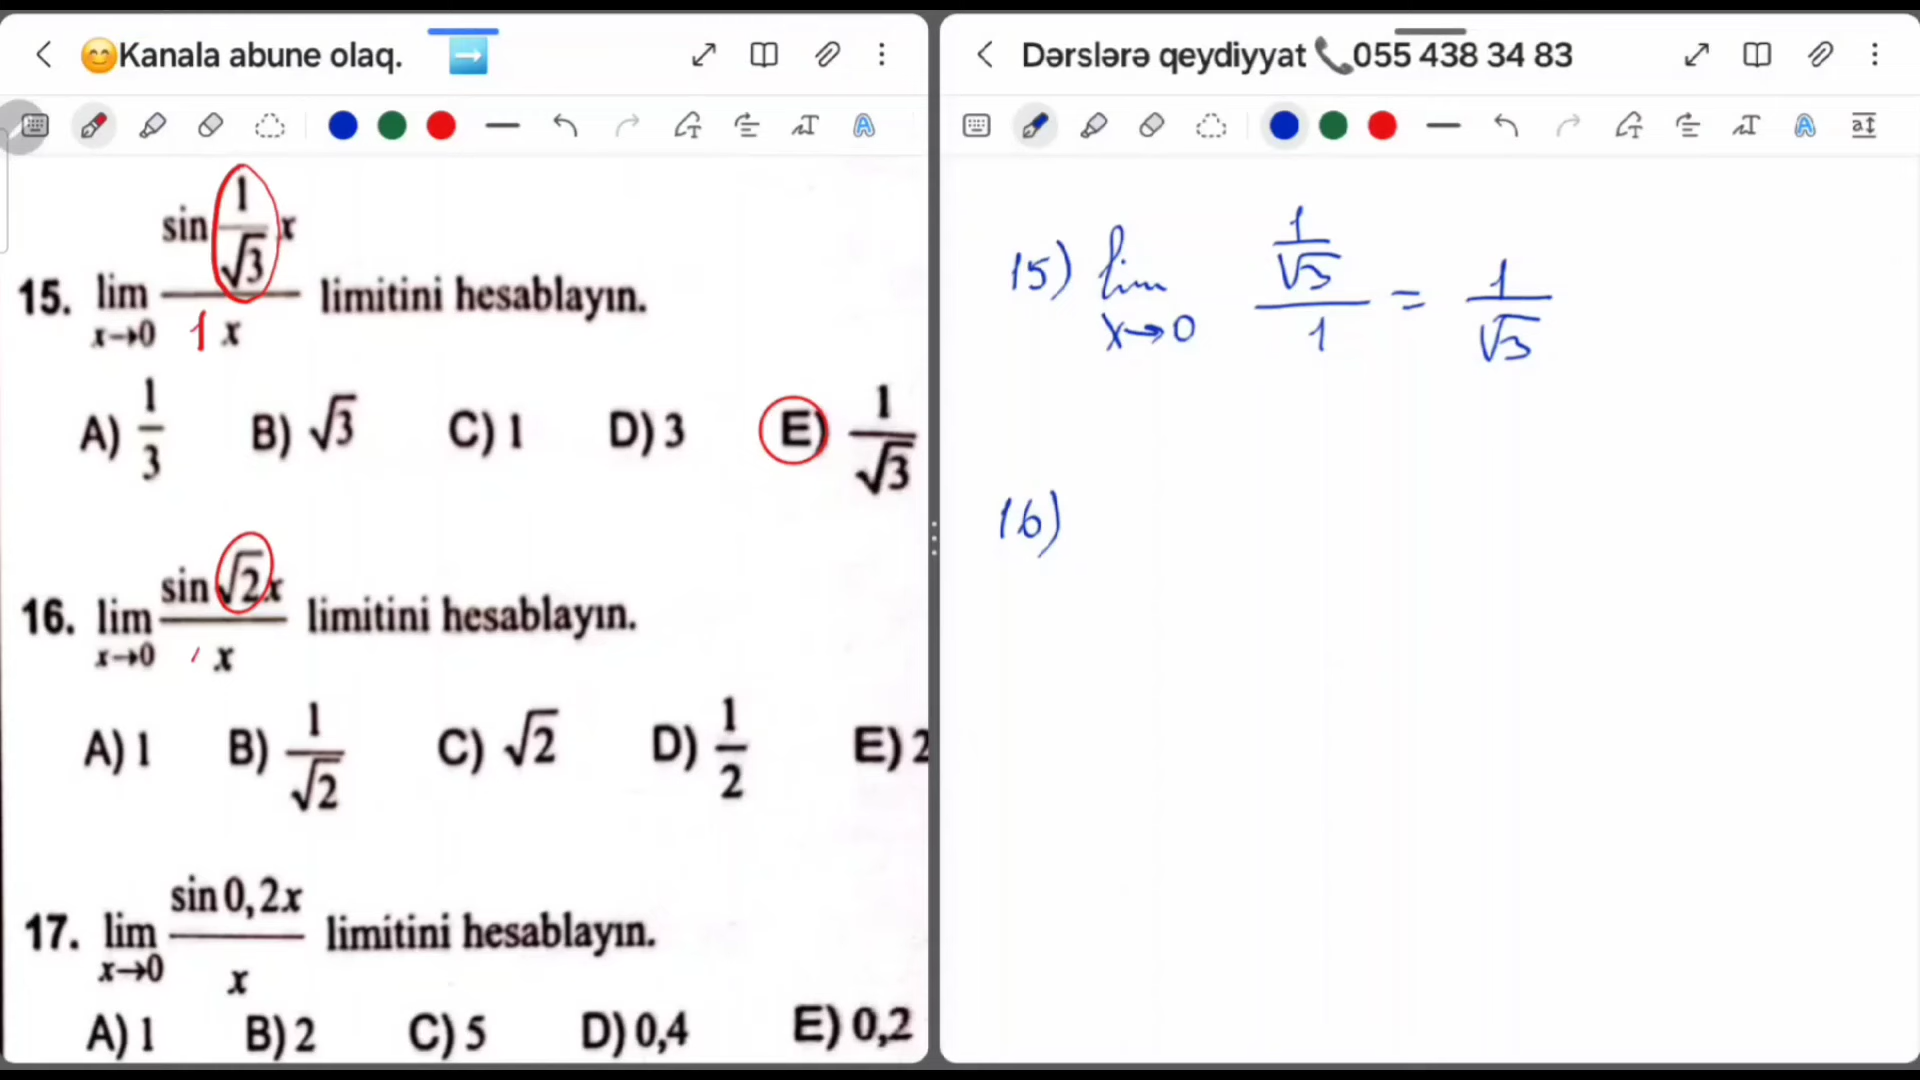 😊Kanala abune olaq. ➡️
15. lim x→0 sin 1/√3 x / 1 x limitini hesablayın.
A) 1/3 B) √3 C) 1 D) 3 E) 1/√3
16. lim x→0 sin√2x / x limitini hesablayın.
A) 1 B) 1/√2 C) √2 D) 1/2 E) 2
17. lim x→0 sin0,2x / x limitini hesablayın.
A) 1 B) 2 C) 5 D) 0,4 E) 0,2
Dərslərə qeydiyyat 📞055 438 34 83
15) lim x→0 1/√3 / 1 = 1/√3
16)